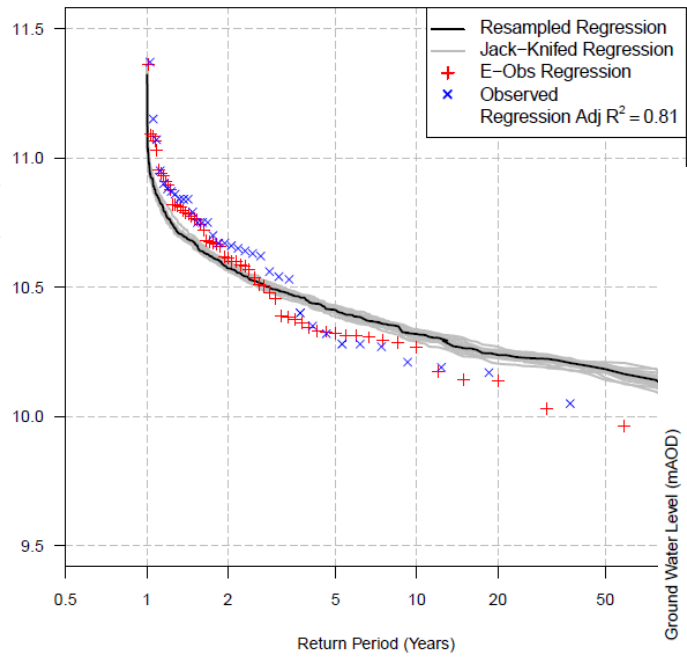 Resampled Regression
Jack-Knifed Regression
E-Obs Regression
Observed
Regression Adj R² = 0.81
11.5
11.0
10.5
10.0
9.5
0.5 1 2 5 10 20 50
Return Period (Years)
Ground Water Level (mAOD)